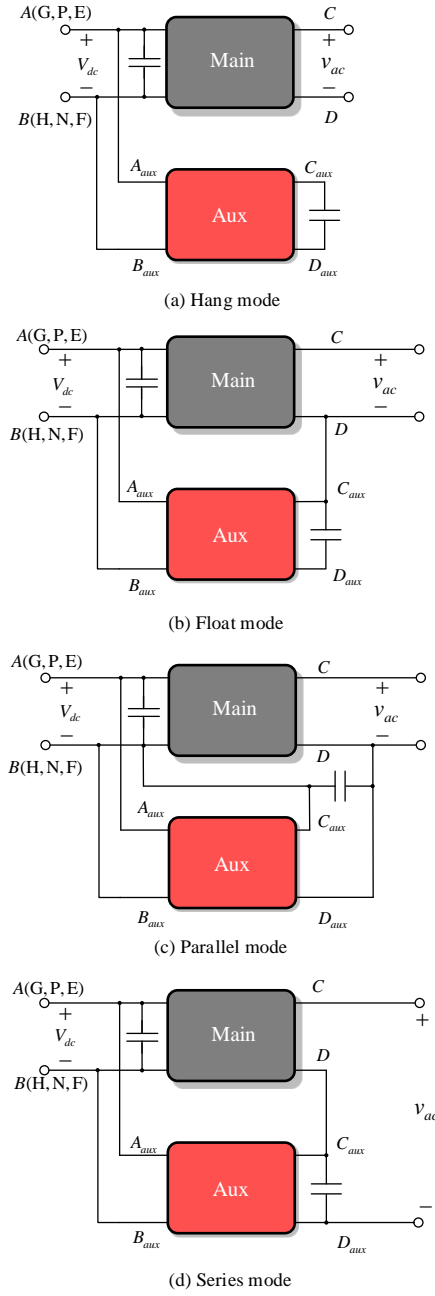 A(G, P, E) C
+ +
V_dc Main v_ac
− −
B(H, N, F) D
A_aux C_aux
Aux
B_aux D_aux
(a) Hang mode
A(G, P, E) C
+ +
V_dc Main v_ac
− −
B(H, N, F) D
A_aux C_aux
Aux
B_aux D_aux
(b) Float mode
A(G, P, E) C
+ +
V_dc Main v_ac
− −
B(H, N, F) D
A_aux C_aux
Aux
B_aux D_aux
(c) Parallel mode
A(G, P, E) C
+ +
V_dc Main
− D
B(H, N, F) v_ac
A_aux C_aux
Aux
−
B_aux D_aux
(d) Series mode